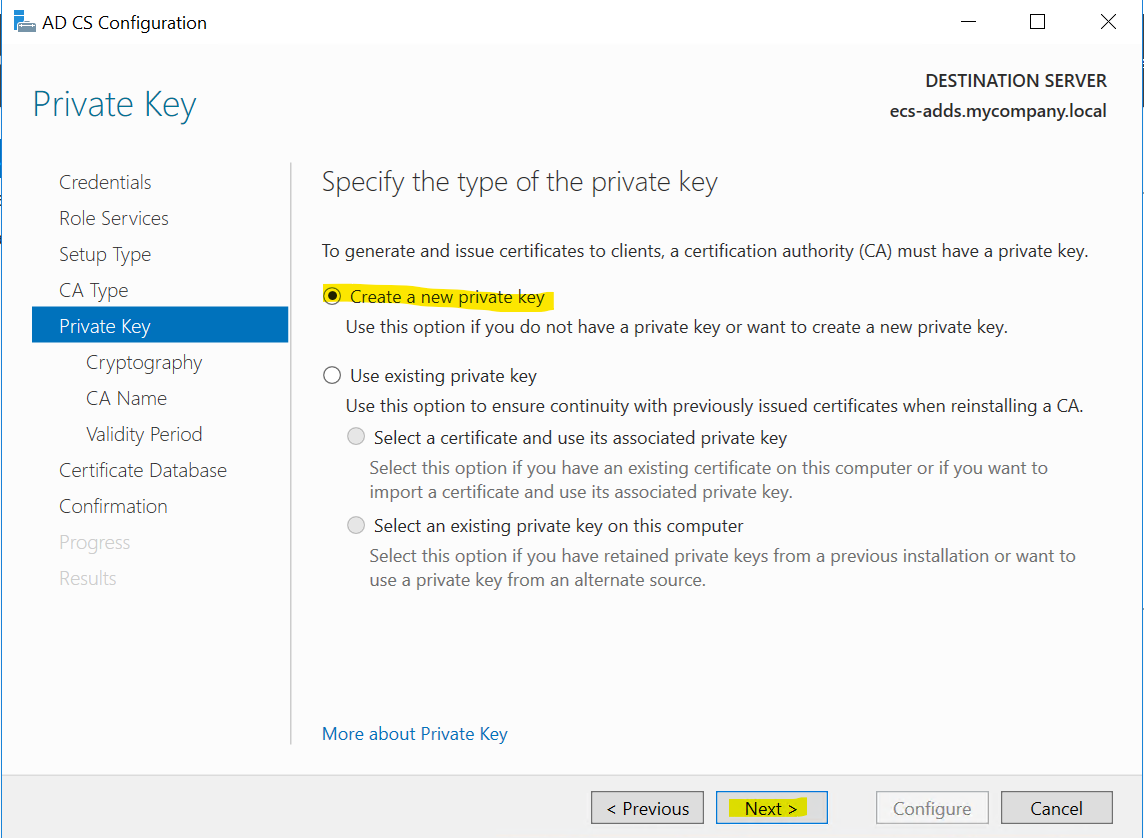 AD CS Configuration
DESTINATION SERVER
ecs-adds.mycompany.local
Private Key
Credentials
Role Services
Setup Type
CA Type
Private Key
Cryptography
CA Name
Validity Period
Certificate Database
Confirmation
Progress
Results
Specify the type of the private key
To generate and issue certificates to clients, a certification authority (CA) must have a private key.
Create a new private key
Use this option if you do not have a private key or want to create a new private key.
Use existing private key
Use this option to ensure continuity with previously issued certificates when reinstalling a CA.
Select a certificate and use its associated private key
Select this option if you have an existing certificate on this computer or if you want to
import a certificate and use its associated private key.
Select an existing private key on this computer
Select this option if you have retained private keys from a previous installation or want to
use a private key from an alternate source.
More about Private Key
< Previous
Next >
Configure
Cancel